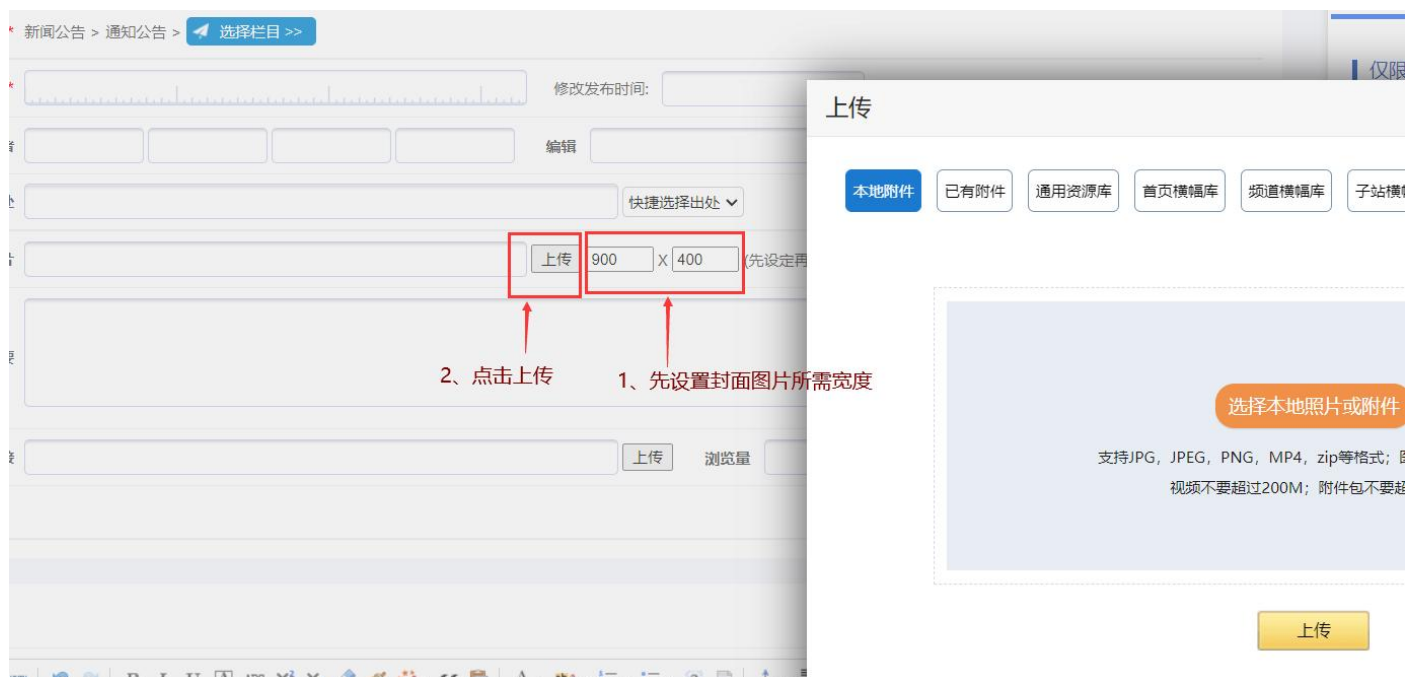 * 新闻公告 > 通知公告 > 选择栏目 >>
* 修改发布时间:
编辑
快捷选择出处
上传 900 X 400 (先设定再
2、点击上传
1、先设置封面图片所需宽度
上传 浏览量
仅限
上传
本地附件 已有附件 通用资源库 首页横幅库 频道横幅库 子站横
选择本地照片或附件
支持JPG，JPEG，PNG，MP4，zip等格式；
视频不要超过200M；附件包不要超
上传